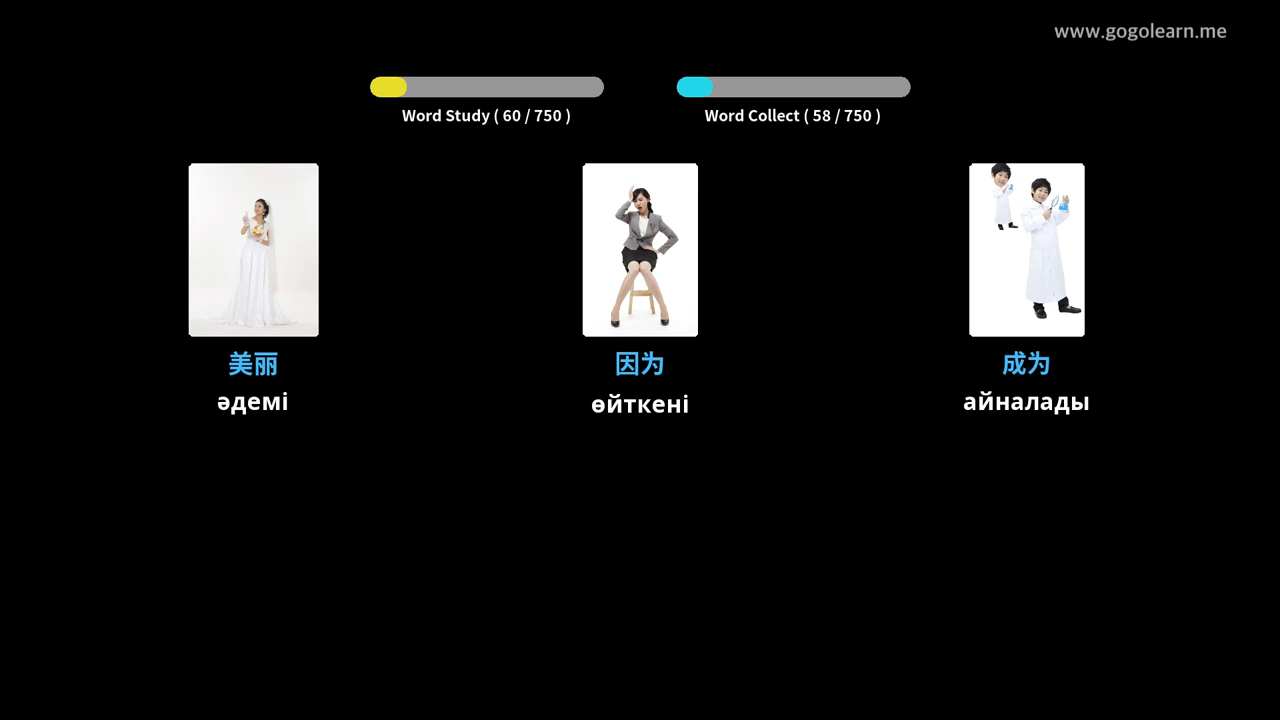 www.gogolearn.me
Word Study ( 60 / 750 )
Word Collect ( 58 / 750 )
美丽
因为
成为
әдемі
өйткені
айналады